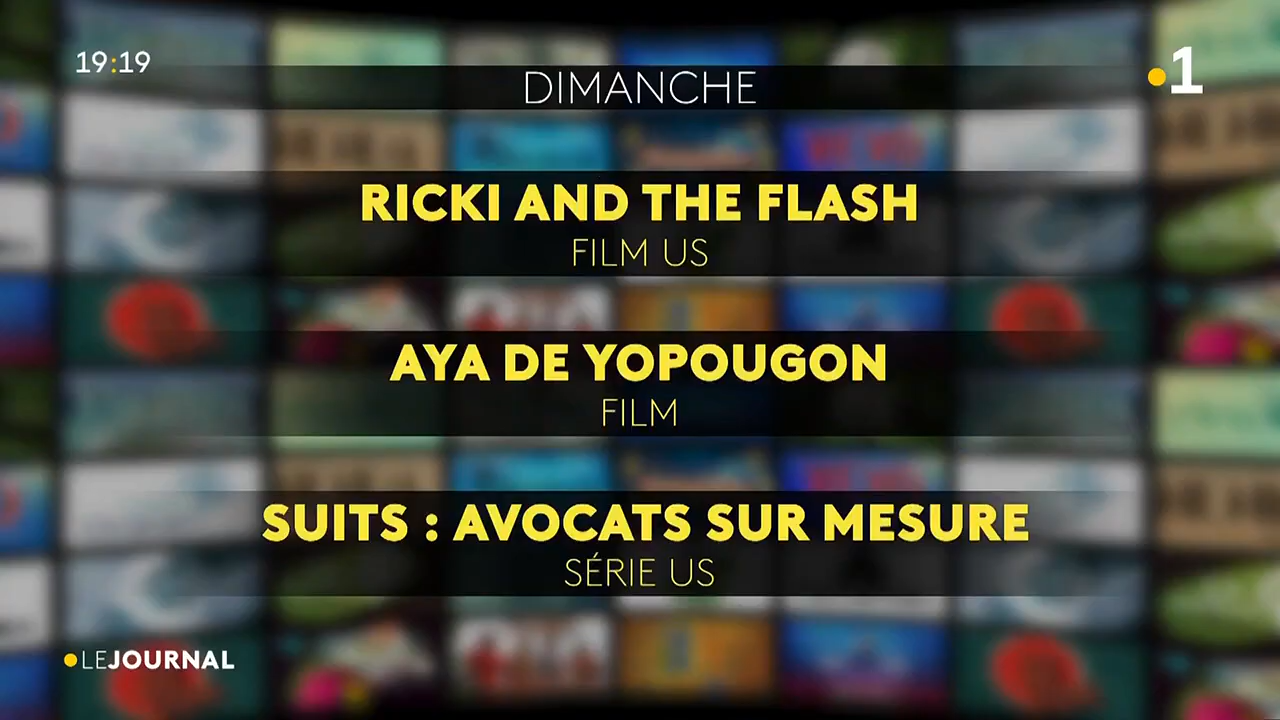 19:19
1
DIMANCHE
RICKI AND THE FLASH
FILM US
AYA DE YOPOUGON
FILM
SUITS : AVOCATS SUR MESURE
SÉRIE US
LEJOURNAL